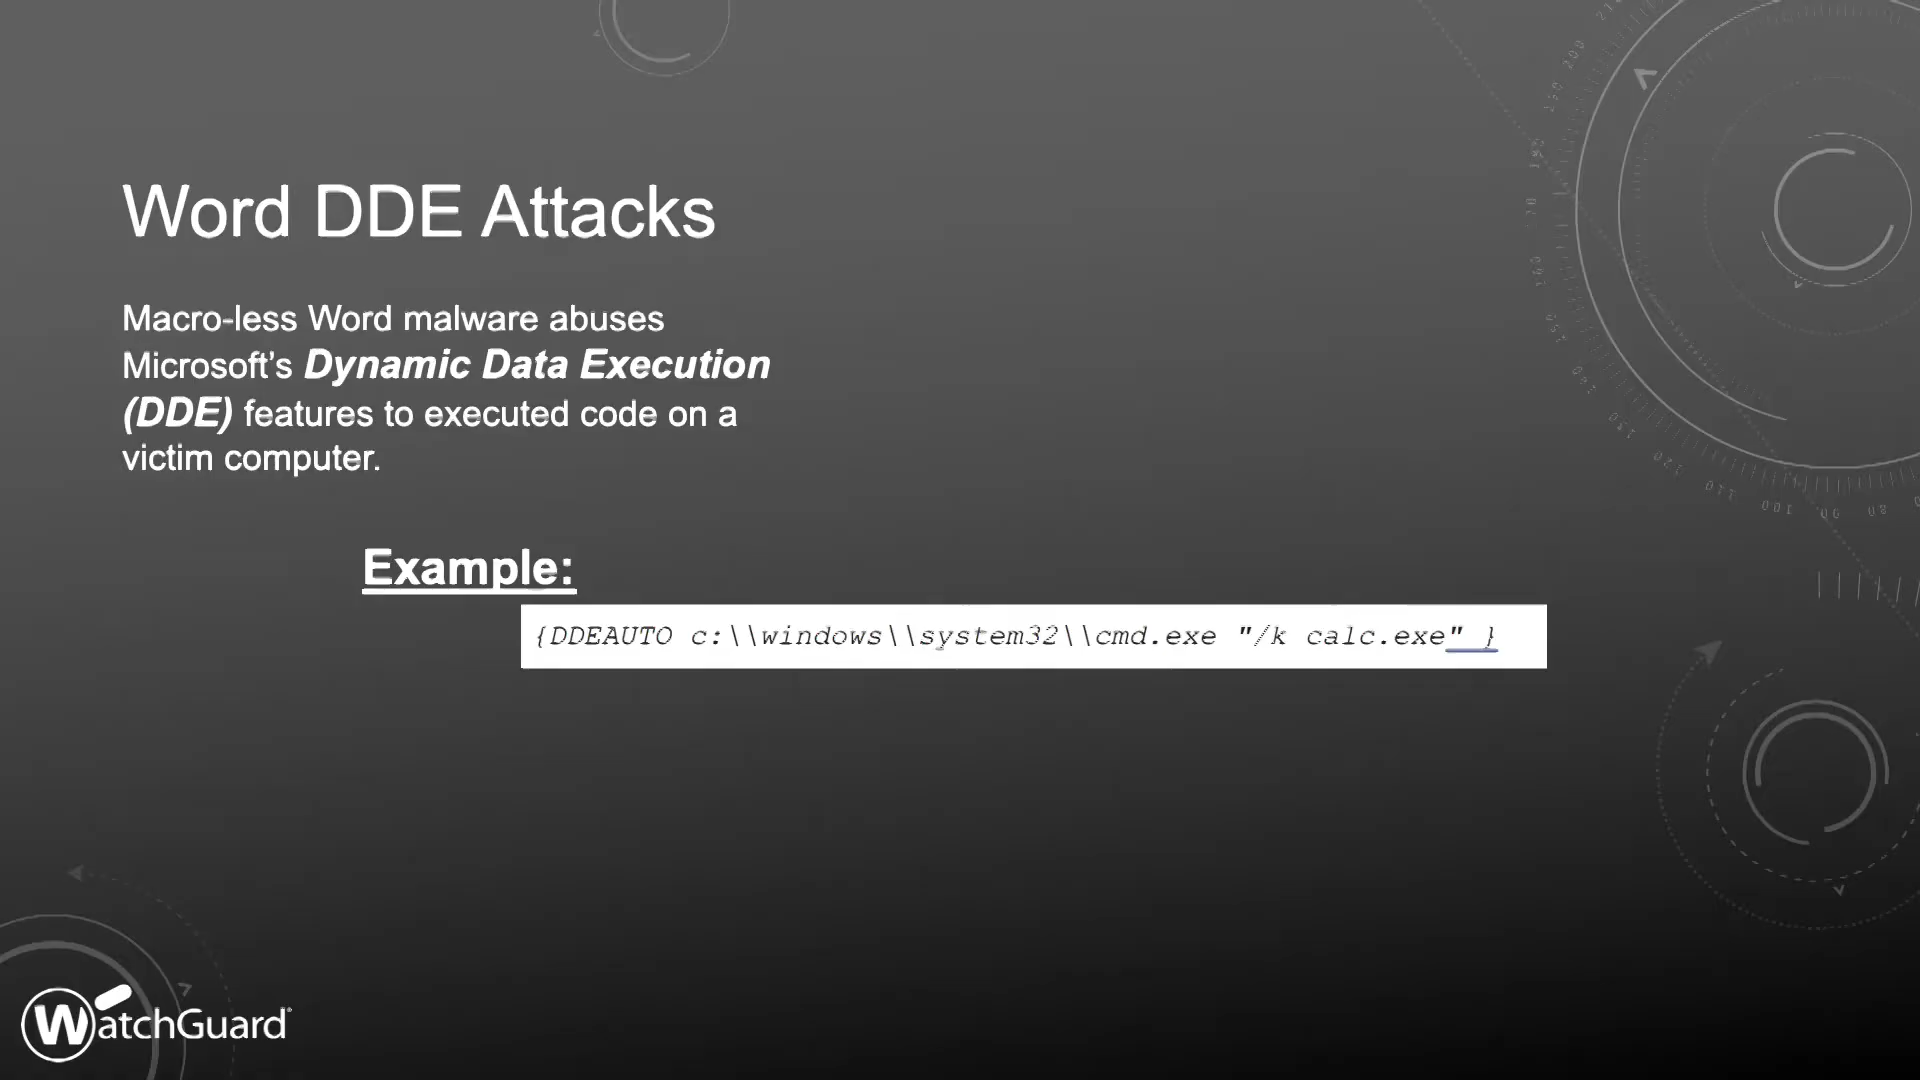 Word DDE Attacks
Macro-less Word malware abuses
Microsoft's Dynamic Data Execution
(DDE) features to executed code on a
victim computer.
Example:
{DDEAUTO c:\\windows\\system32\\cmd.exe "/k calc.exe" }
WatchGuard